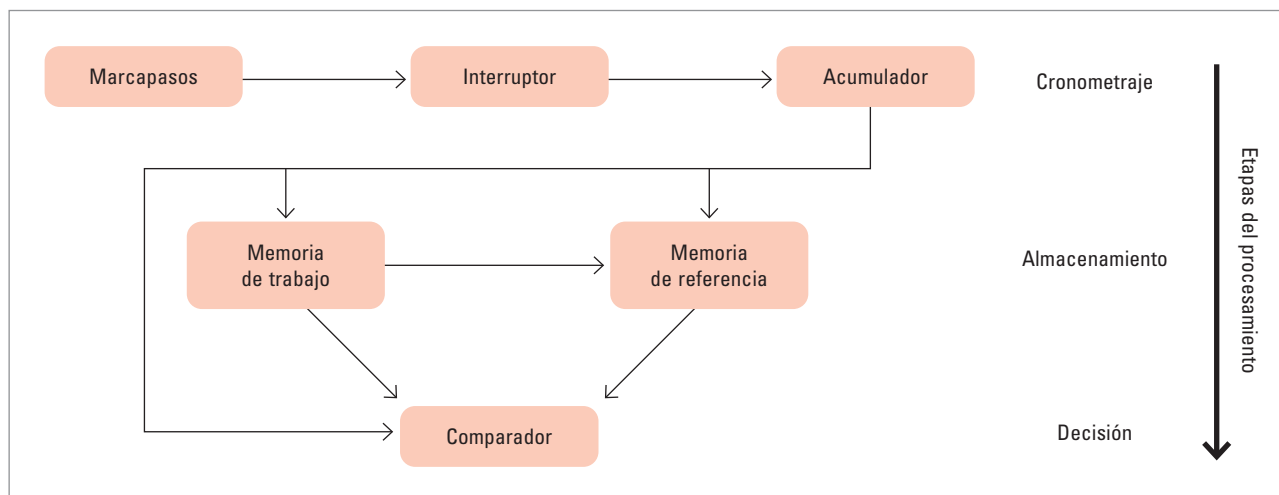 Marcapasos
Interruptor
Acumulador
Cronometraje
Memoria
de trabajo
Memoria
de referencia
Almacenamiento
Comparador
Decisión
Etapas del procesamiento